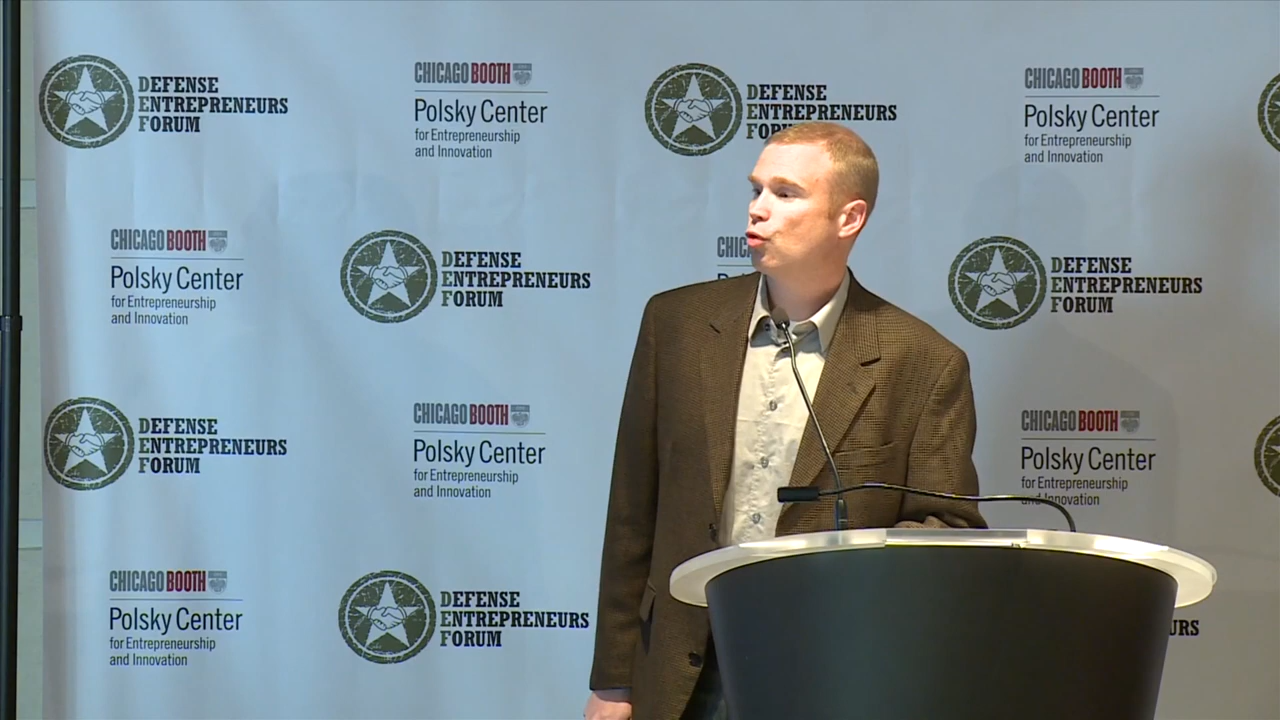 DEFENSE
ENTREPRENEURS
FORUM
CHICAGO BOOTH
Polsky Center
for Entrepreneurship
and Innovation
DEFENSE
ENTREPRENEURS
CHICAGO BOOTH
Polsky Center
for Entrepreneurship
and Innovation
CHICAGO BOOTH
Polsky Center
for Entrepreneurship
and Innovation
DEFENSE
ENTREPRENEURS
FORUM
DEFENSE
ENTREPRENEURS
FORUM
DEFENSE
ENTREPRENEURS
FORUM
CHICAGO BOOTH
Polsky Center
for Entrepreneurship
and Innovation
CHICAGO BOOTH
Polsky Center
for Entrepreneurship
and Innovation
CHICAGO BOOTH
Polsky Center
for Entrepreneurship
and Innovation
DEFENSE
ENTREPRENEURS
FORUM